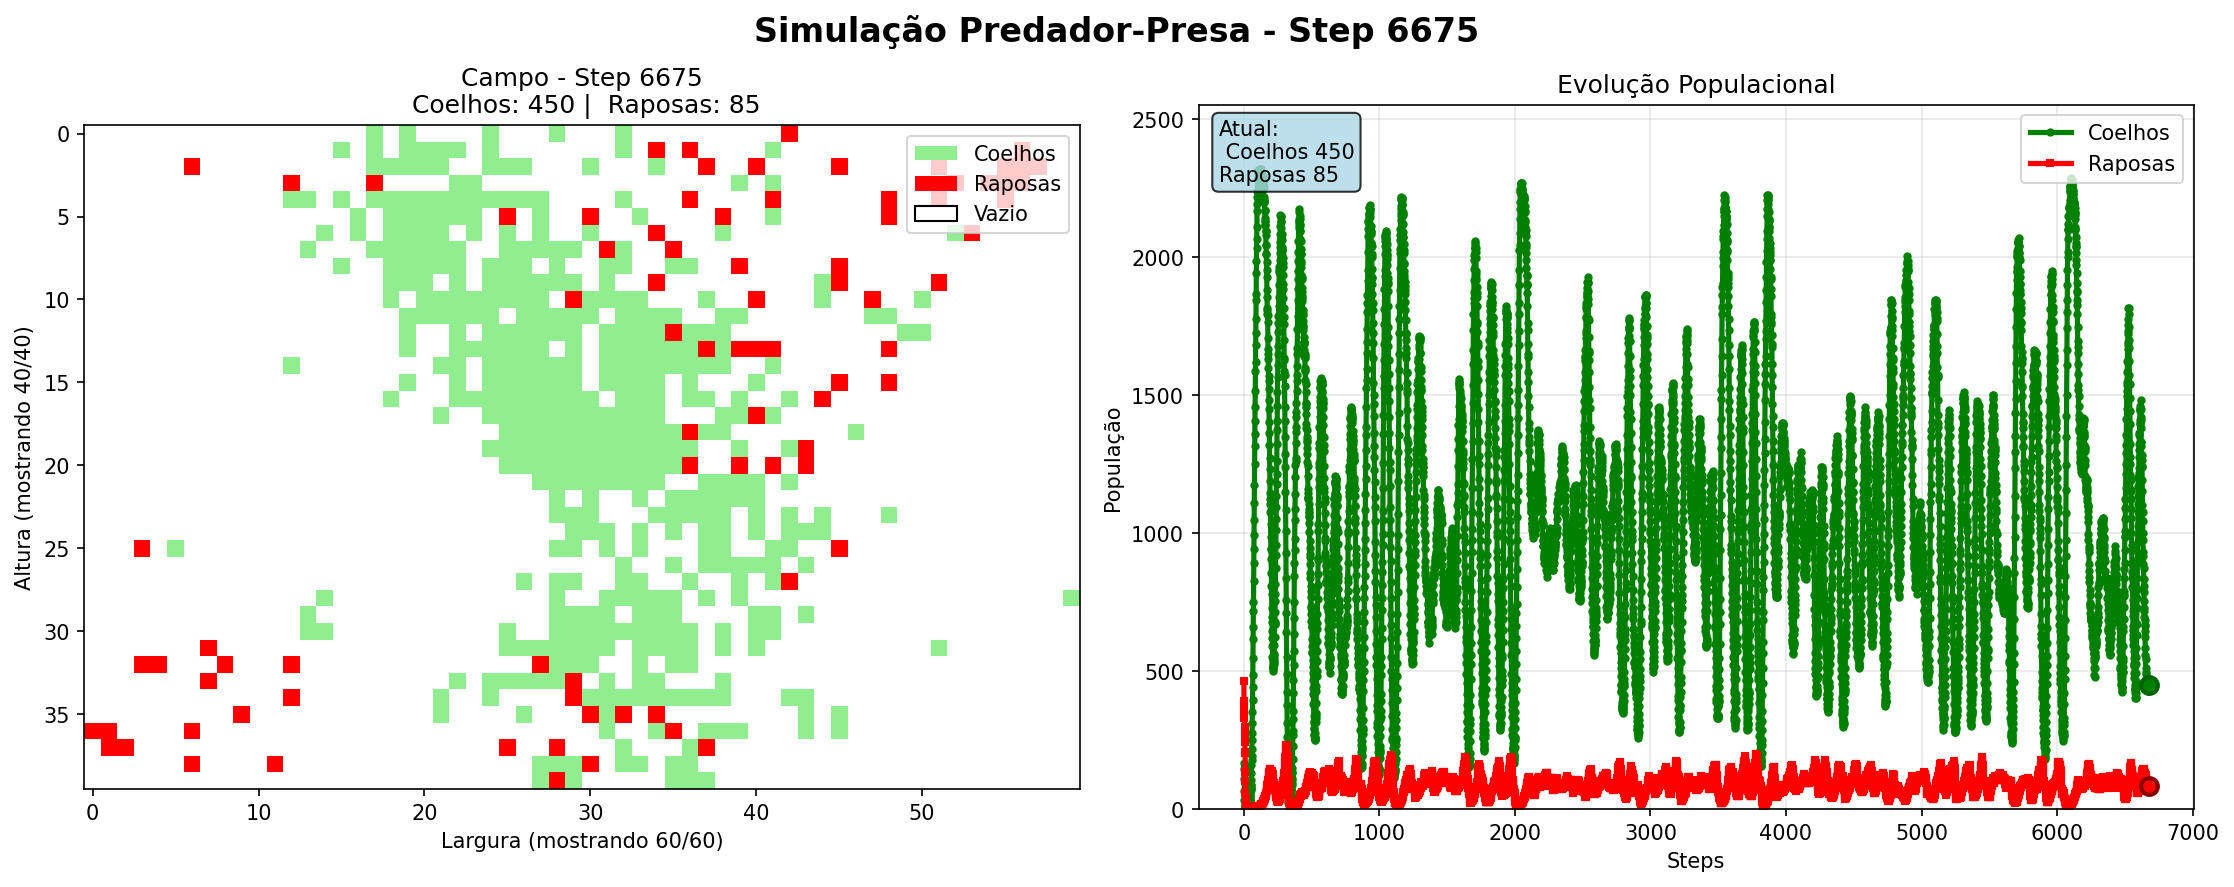 Simulação Predador-Presa - Step 6675
Campo - Step 6675
Coelhos: 450 |  Raposas: 85
Coelhos
Raposas
Vazio
0
5
10
15
20
25
30
35
Altura (mostrando 40/40)
0
10
20
30
40
50
Largura (mostrando 60/60)
Evolução Populacional
Atual:
Coelhos 450
Raposas 85
Coelhos
Raposas
2500
2000
1500
1000
500
0
População
0
1000
2000
3000
4000
5000
6000
7000
Steps